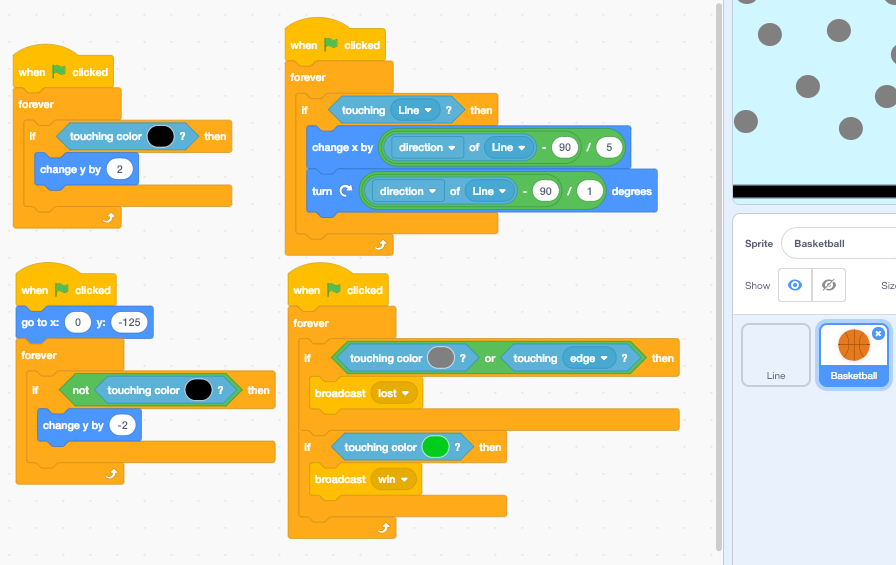 when clicked
forever
if touching color ? then
change y by 2
when clicked
forever
if touching Line ? then
change x by direction of Line - 90 / 5
turn direction of Line - 90 / 1 degrees
when clicked
go to x: 0 y: -125
forever
if not touching color ? then
change y by -2
when clicked
forever
if touching color ? or touching edge ? then
broadcast lost
if touching color ? then
broadcast win
Sprite Basketball
Show
Line
Basketball